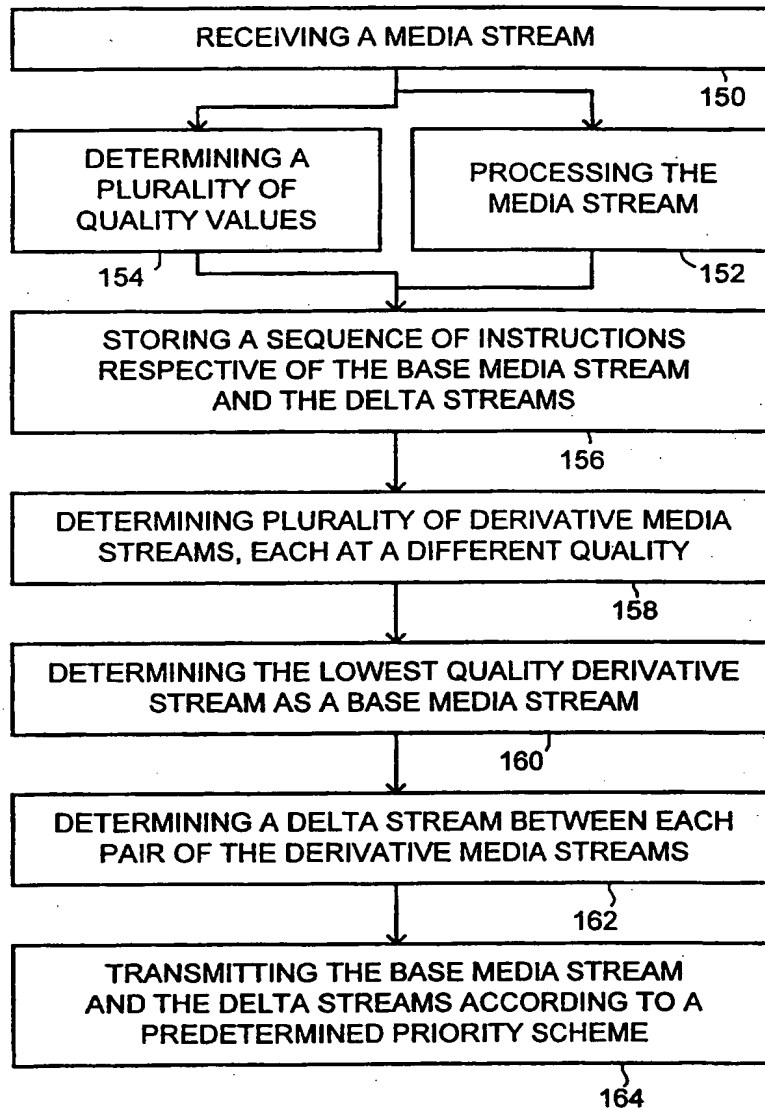 RECEIVING A MEDIA STREAM
150
DETERMINING A
PLURALITY OF
QUALITY VALUES
154
PROCESSING THE
MEDIA STREAM
152
STORING A SEQUENCE OF INSTRUCTIONS
RESPECTIVE OF THE BASE MEDIA STREAM
AND THE DELTA STREAMS
156
DETERMINING PLURALITY OF DERIVATIVE MEDIA
STREAMS, EACH AT A DIFFERENT QUALITY
158
DETERMINING THE LOWEST QUALITY DERIVATIVE
STREAM AS A BASE MEDIA STREAM
160
DETERMINING A DELTA STREAM BETWEEN EACH
PAIR OF THE DERIVATIVE MEDIA STREAMS
162
TRANSMITTING THE BASE MEDIA STREAM
AND THE DELTA STREAMS ACCORDING TO A
PREDETERMINED PRIORITY SCHEME
164